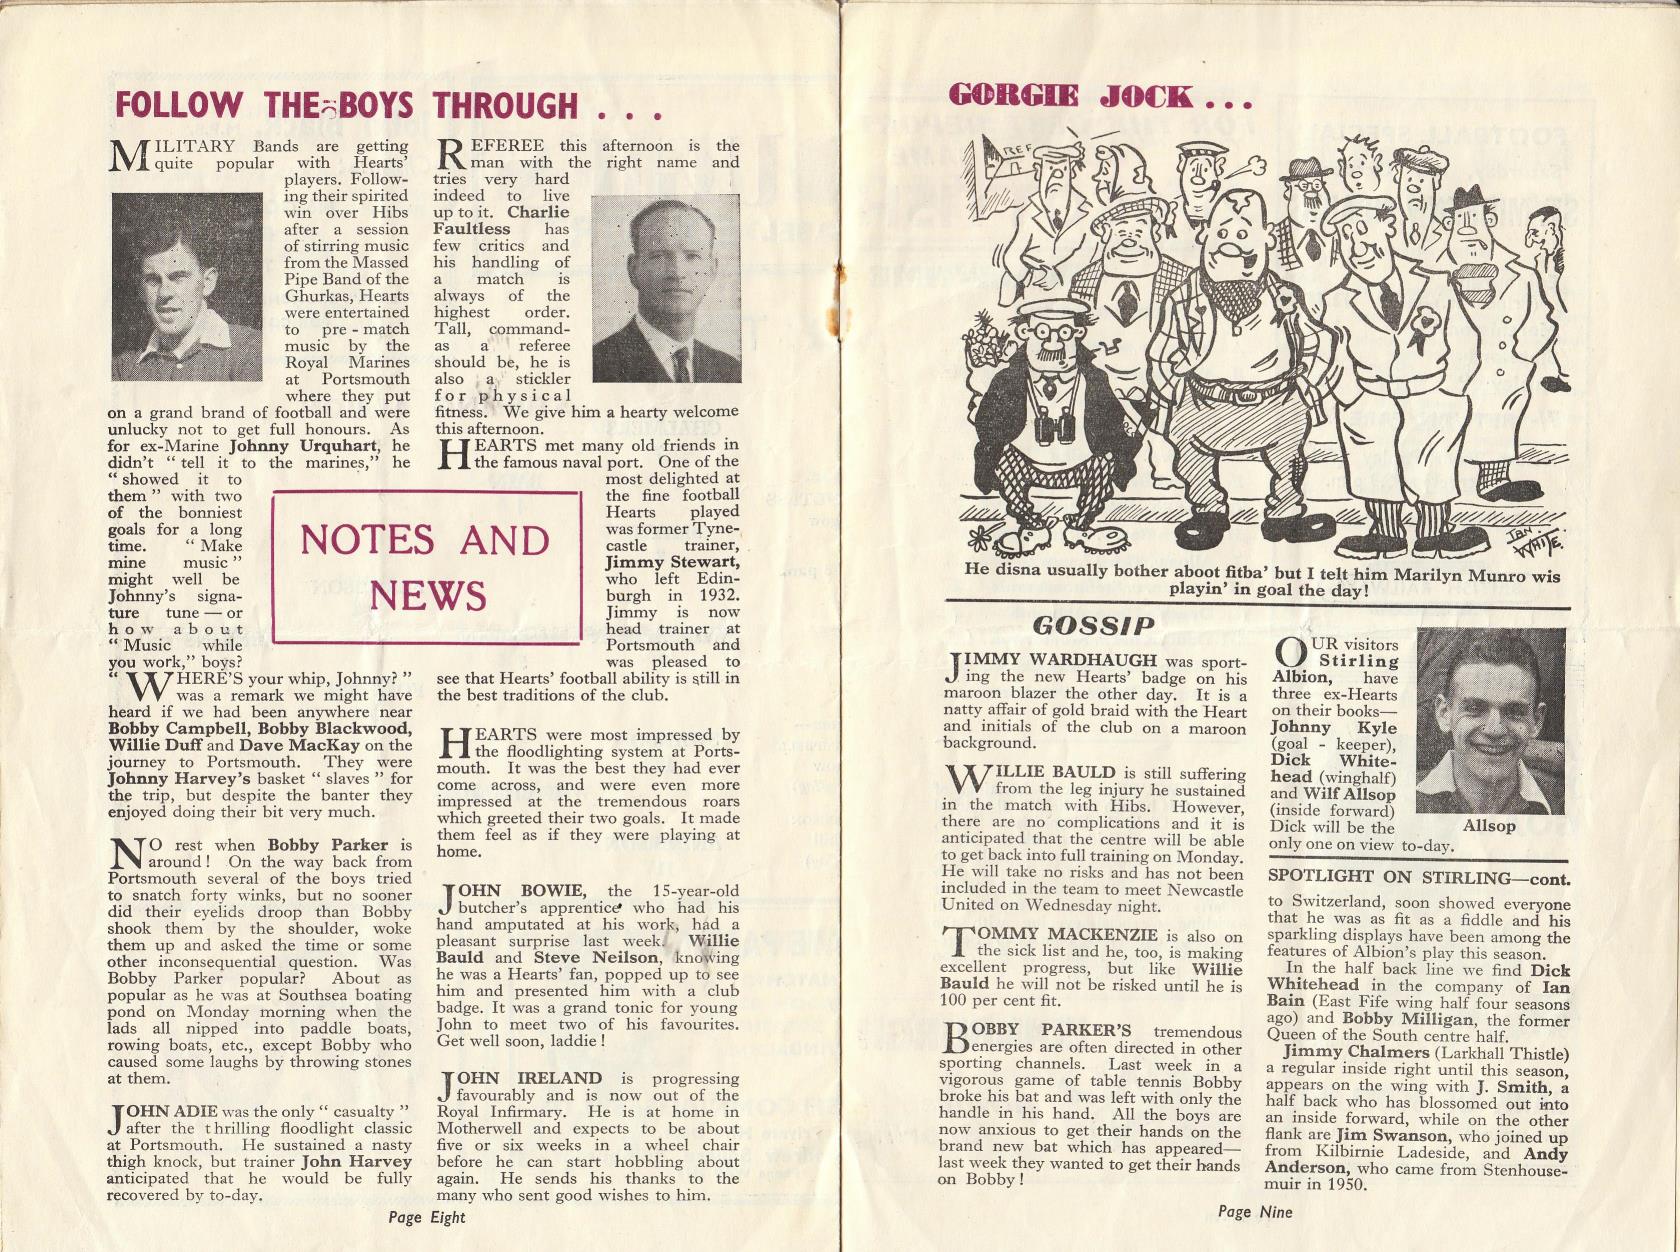 FOLLOW THE BOYS THROUGH . . .
MILITARY Bands are getting
quite popular with Hearts'
players. Follow-
ing their spirited
win over Hibs
after a session
of stirring music
from the Massed
Pipe Band of the
Ghurkas, Hearts
were entertained
to pre - match
music by the
Royal Marines
at Portsmouth
where they put
on a grand brand of football and were
unlucky not to get full honours. As
for ex-Marine Johnny Urquhart, he
didn't “ tell it to the marines,” he
“ showed it to
them ” with two
of the bonniest
goals for a long
time. “ Make
mine music ”
might well be
Johnny's signa-
ture tune — or
how about
“ Music while
you work,” boys?
“ WHERE'S your whip, Johnny? ”
was a remark we might have
heard if we had been anywhere near
Bobby Campbell, Bobby Blackwood,
Willie Duff and Dave MacKay on the
journey to Portsmouth. They were
Johnny Harvey's basket “ slaves ” for
the trip, but despite the banter they
enjoyed doing their bit very much.
NO rest when Bobby Parker is
around! On the way back from
Portsmouth several of the boys tried
to snatch forty winks, but no sooner
did their eyelids droop than Bobby
shook them by the shoulder, woke
them up and asked the time or some
other inconsequential question. Was
Bobby Parker popular? About as
popular as he was at Southsea boating
pond on Monday morning when the
lads all nipped into paddle boats,
rowing boats, etc., except Bobby who
caused some laughs by throwing stones
at them.
JOHN ADIE was the only “ casualty ”
after the thrilling floodlight classic
at Portsmouth. He sustained a nasty
thigh knock, but trainer John Harvey
anticipated that he would be fully
recovered by to-day.
NOTES AND
NEWS
REFEREE this afternoon is the
man with the right name and
tries very hard
indeed to live
up to it. Charlie
Faultless has
few critics and
his handling of
a match is
always of the
highest order.
Tall, command-
as a referee
should be, he is
also a stickler
for physical
fitness. We give him a hearty welcome
this afternoon.
HEARTS met many old friends in
the famous naval port. One of the
most delighted at
the fine football
Hearts played
was former Tyne-
castle trainer,
Jimmy Stewart,
who left Edin-
burgh in 1932.
Jimmy is now
head trainer at
Portsmouth and
was pleased to
see that Hearts' football ability is still in
the best traditions of the club.
HEARTS were most impressed by
the floodlighting system at Ports-
mouth. It was the best they had ever
come across, and were even more
impressed at the tremendous roars
which greeted their two goals. It made
them feel as if they were playing at
home.
JOHN BOWIE, the 15-year-old
butcher's apprentice who had his
hand amputated at his work, had a
pleasant surprise last week. Willie
Bauld and Steve Neilson, knowing
he was a Hearts' fan, popped up to see
him and presented him with a club
badge. It was a grand tonic for young
John to meet two of his favourites.
Get well soon, laddie!
JOHN IRELAND is progressing
favourably and is now out of the
Royal Infirmary. He is at home in
Motherwell and expects to be about
five or six weeks in a wheel chair
before he can start hobbling about
again. He sends his thanks to the
many who sent good wishes to him.
Page Eight
GORGIE JOCK . . .
REF
IAN
WHITE.
He disna usually bother aboot fitba' but I telt him Marilyn Munro wis
playin' in goal the day!
GOSSIP
JIMMY WARDHAUGH was sport-
ing the new Hearts' badge on his
maroon blazer the other day. It is a
natty affair of gold braid with the Heart
and initials of the club on a maroon
background.
WILLIE BAULD is still suffering
from the leg injury he sustained
in the match with Hibs. However,
there are no complications and it is
anticipated that the centre will be able
to get back into full training on Monday.
He will take no risks and has not been
included in the team to meet Newcastle
United on Wednesday night.
TOMMY MACKENZIE is also on
the sick list and he, too, is making
excellent progress, but like Willie
Bauld he will not be risked until he is
100 per cent fit.
BOBBY PARKER'S tremendous
energies are often directed in other
sporting channels. Last week in a
vigorous game of table tennis Bobby
broke his bat and was left with only the
handle in his hand. All the boys are
now anxious to get their hands on the
brand new bat which has appeared—
last week they wanted to get their hands
on Bobby!
OUR visitors
Stirling
Albion, have
three ex-Hearts
on their books—
Johnny Kyle
(goal - keeper),
Dick White-
head (winghalf)
and Wilf Allsop
(inside forward)
Dick will be the
only one on view to-day.
Allsop
SPOTLIGHT ON STIRLING—cont.
to Switzerland, soon showed everyone
that he was as fit as a fiddle and his
sparkling displays have been among the
features of Albion's play this season.
In the half back line we find Dick
Whitehead in the company of Ian
Bain (East Fife wing half four seasons
ago) and Bobby Milligan, the former
Queen of the South centre half.
Jimmy Chalmers (Larkhall Thistle)
a regular inside right until this season,
appears on the wing with J. Smith, a
half back who has blossomed out into
an inside forward, while on the other
flank are Jim Swanson, who joined up
from Kilbirnie Ladeside, and Andy
Anderson, who came from Stenhouse-
muir in 1950.
Page Nine